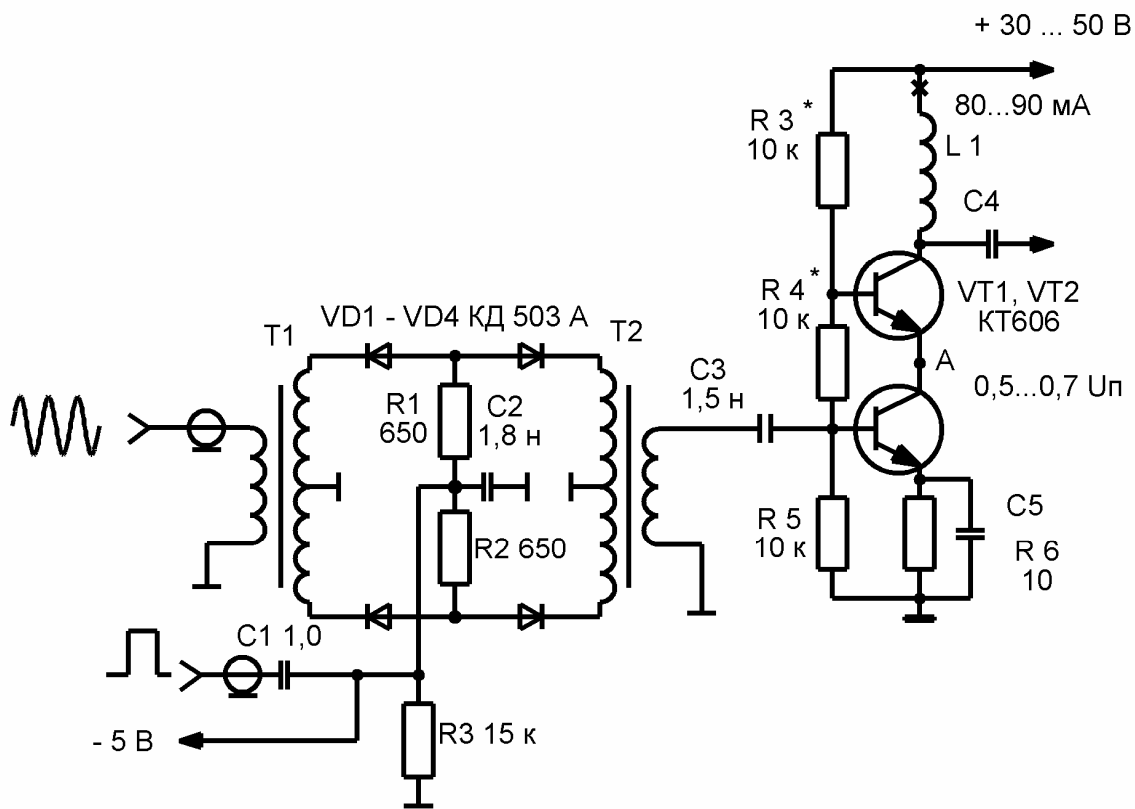 + 30 ... 50 В
80...90 мА
R 3 *
10 к
L 1
C4
R 4 *
10 к
VT1, VT2
КТ606
VD1 - VD4 КД 503 А
T1
T2
A
C3
1,5 н
0,5...0,7 Uп
R1
650
C2
1,8 н
R 5
10 к
C5
R 6
10
R2 650
C1 1,0
R3 15 к
- 5 В